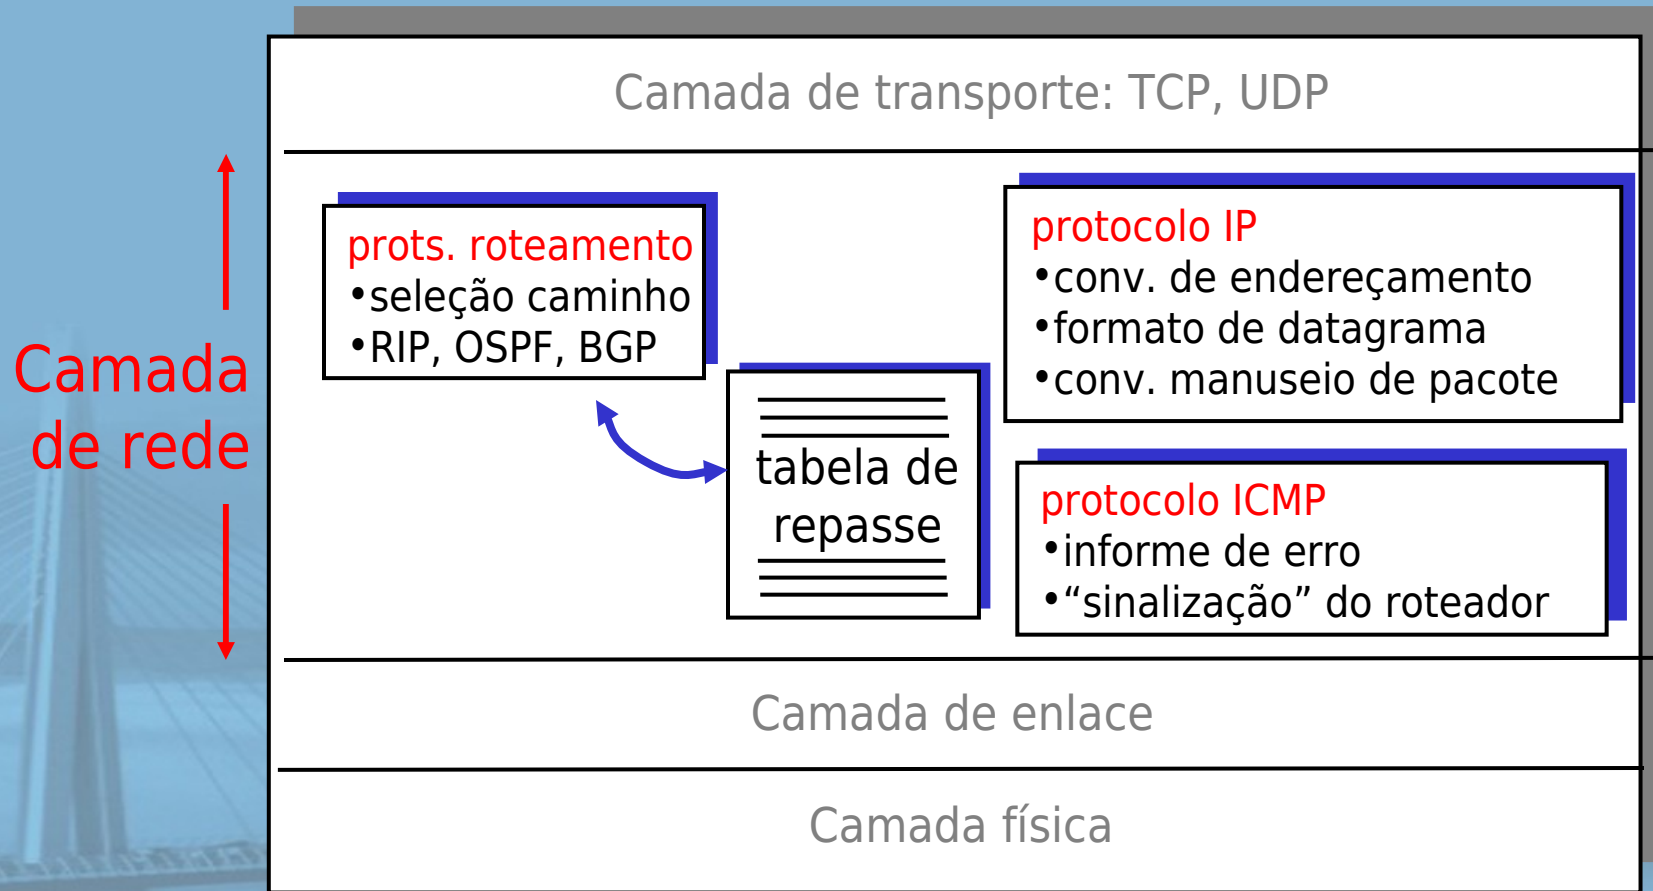 Camada de transporte: TCP, UDP
Camada
de rede
prots. roteamento
•seleção caminho
•RIP, OSPF, BGP
tabela de
repasse
protocolo IP
•conv. de endereçamento
•formato de datagrama
•conv. manuseio de pacote
protocolo ICMP
•informe de erro
•“sinalização” do roteador
Camada de enlace
Camada física